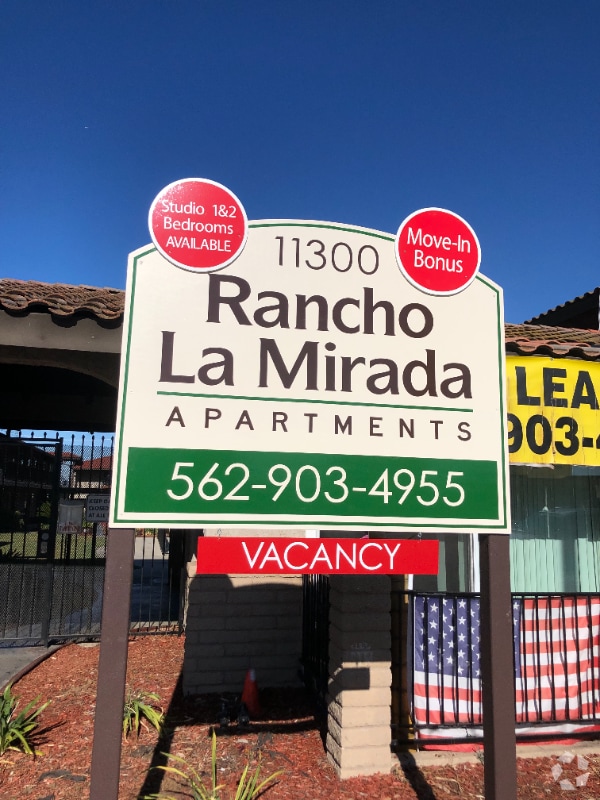 Studio 1&2
Bedrooms
AVAILABLE
Move-In
Bonus
11300
Rancho
La Mirada
APARTMENTS
562-903-4955
VACANCY
LEA
903-